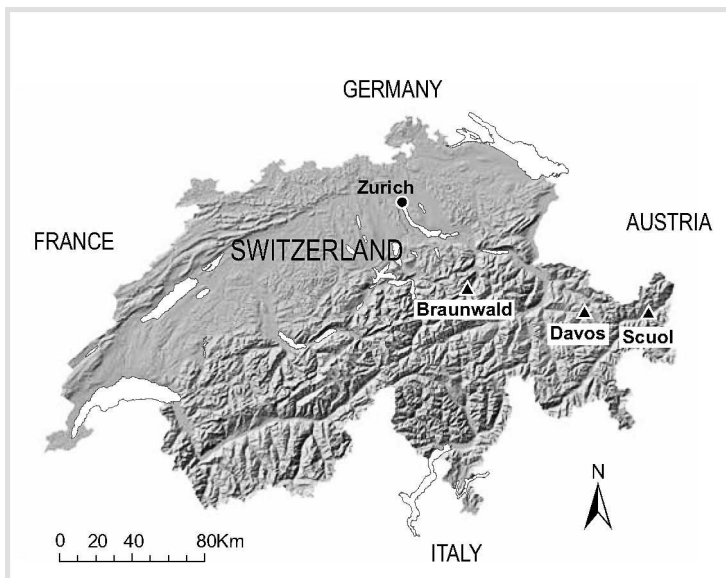 GERMANY
Zurich
AUSTRIA
FRANCE
SWITZERLAND
Braunwald
Davos
Scuol
N
0 20 40 80Km
ITALY